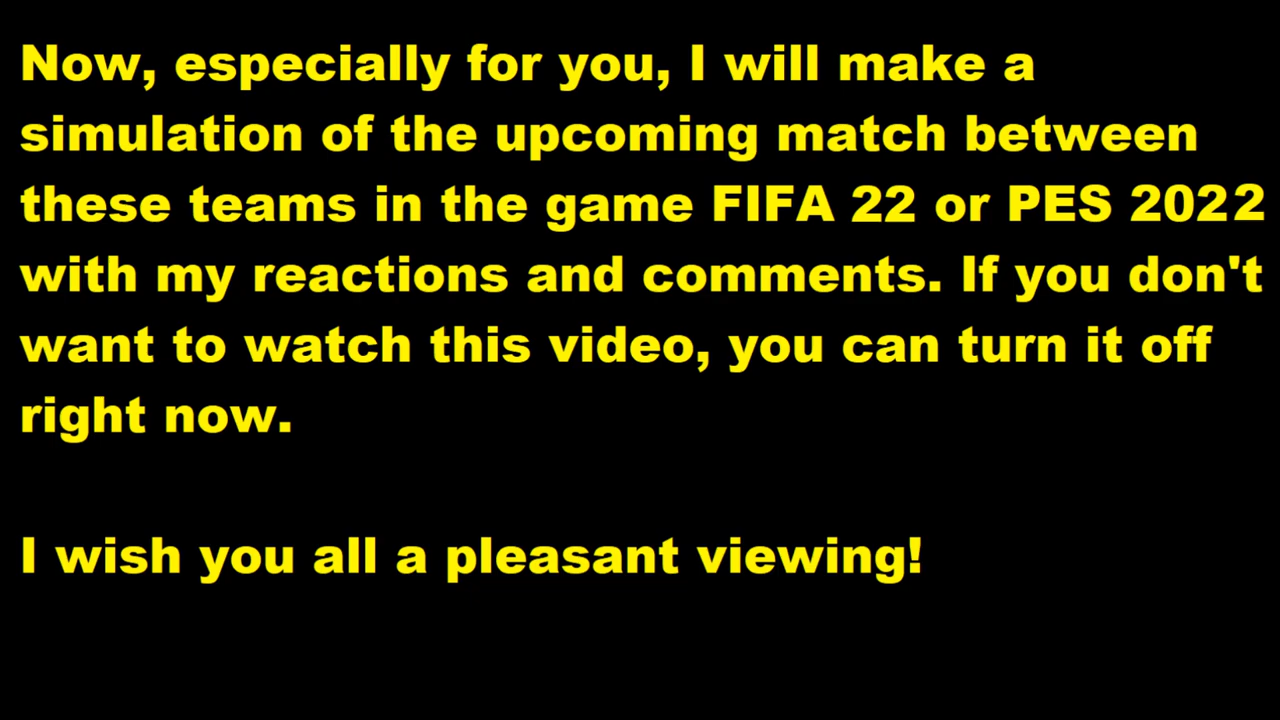 Now, especially for you, I will make a
simulation of the upcoming match between
these teams in the game FIFA 22 or PES 2022
with my reactions and comments. If you don't
want to watch this video, you can turn it off
right now.
I wish you all a pleasant viewing!